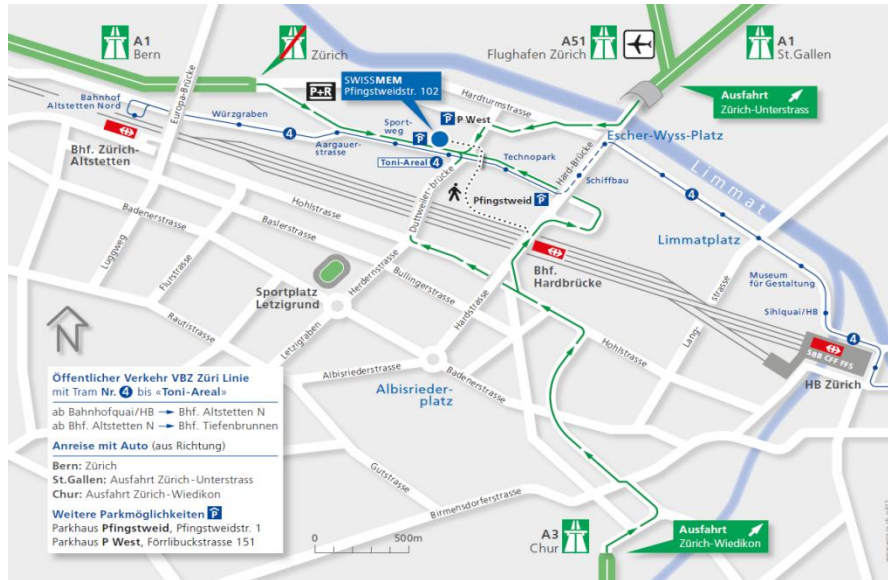 A1
Bern
Zürich
A51
Flughafen Zürich
A1
St.Gallen
P+R
SWISSMEM
Pfingstweidstr. 102
Ausfahrt
Zürich-Unterstrass
Bahnhof
Altstetten Nord
Europa-Brücke
Würzgraben
4
Aargauer-
strasse
Sport-
weg
P
P
P West
Hardturmstrasse
Toni-Areal 4
Technopark
Escher-Wyss-Platz
Hard-Brücke
Schiffbau
Pfingstweid P
Limmat
4
Limmatplatz
Bhf. Zürich-
Altstetten
Hohlstrasse
Duttweiler-brücke
Badenerstrasse
Baslerstrasse
Luggweg
Flurstrasse
Bullingerstrasse
Herdernstrasse
Bhf.
Hardbrücke
Museum
für Gestaltung
Sihlquai/HB
4
Lang-
strasse
Sportplatz
Letzigrund
Rautistrasse
Letzigraben
Hardstrasse
Hohlstrasse
SBB CFF FFS
HB Zürich
N
Albisriederstrasse
Badenerstrasse
Albisrieder-
platz
Öffentlicher Verkehr VBZ Züri Linie
mit Tram Nr. 4 bis «Toni-Areal»
ab Bahnhofquai/HB → Bhf. Altstetten N
ab Bhf. Altstetten N → Bhf. Tiefenbrunnen
Anreise mit Auto (aus Richtung)
Bern: Zürich
St.Gallen: Ausfahrt Zürich-Unterstrass
Chur: Ausfahrt Zürich-Wiedikon
Weitere Parkmöglichkeiten P
Parkhaus Pfingstweid, Pfingstweidstr. 1
Parkhaus P West, Förrlibuckstrasse 151
Gutstrasse
Birmensdorferstrasse
0 500m
A3
Chur
Ausfahrt
Zürich-Wiedikon